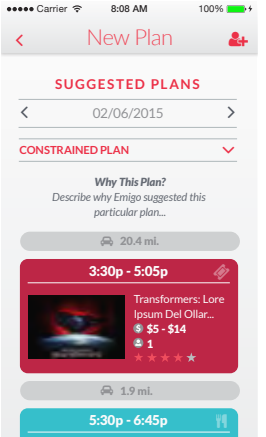 Carrier 8:08 AM 100%
New Plan
SUGGESTED PLANS
02/06/2015
CONSTRAINED PLAN
Why This Plan?
Describe why Emigo suggested this
particular plan...
20.4 mi.
3:30p - 5:05p
Transformers: Lore
Ipsum Del Ollar...
$ $5 - $14
1
1.9 mi.
5:30p - 6:45p